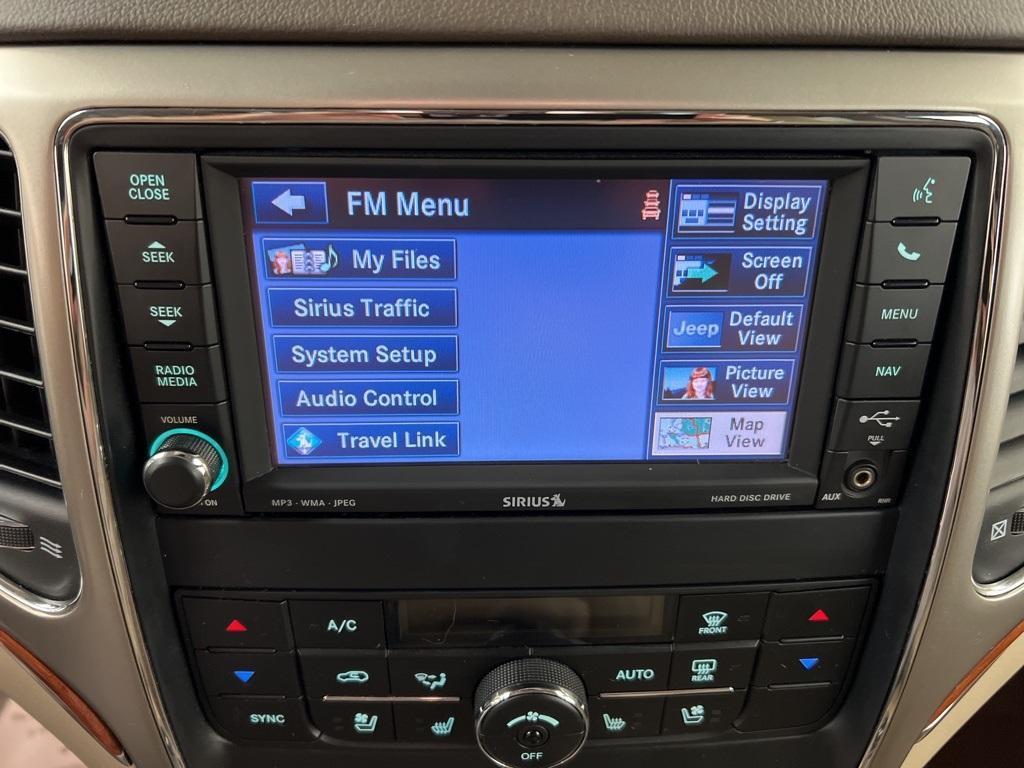 OPEN
CLOSE
SEEK
SEEK
RADIO
MEDIA
VOLUME
ON
FM Menu
My Files
Sirius Traffic
System Setup
Audio Control
Travel Link
Display
Setting
Screen
Off
Jeep
Default
View
Picture
View
Map
View
MENU
NAV
PULL
AUX
RHR
MP3 · WMA · JPEG
SIRIUS
HARD DISC DRIVE
A/C
FRONT
AUTO
REAR
SYNC
OFF